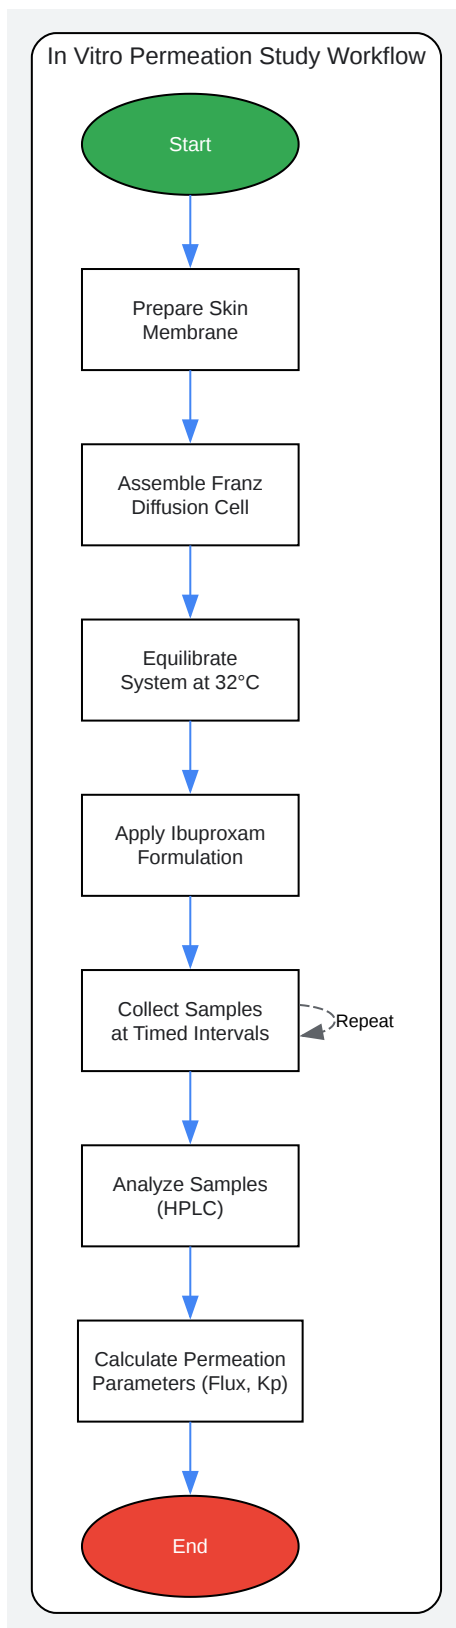 In Vitro Permeation Study Workflow
Start
Prepare Skin
Membrane
Assemble Franz
Diffusion Cell
Equilibrate
System at 32°C
Apply Ibuproxam
Formulation
Collect Samples
at Timed Intervals
Repeat
Analyze Samples
(HPLC)
Calculate Permeation
Parameters (Flux, Kp)
End